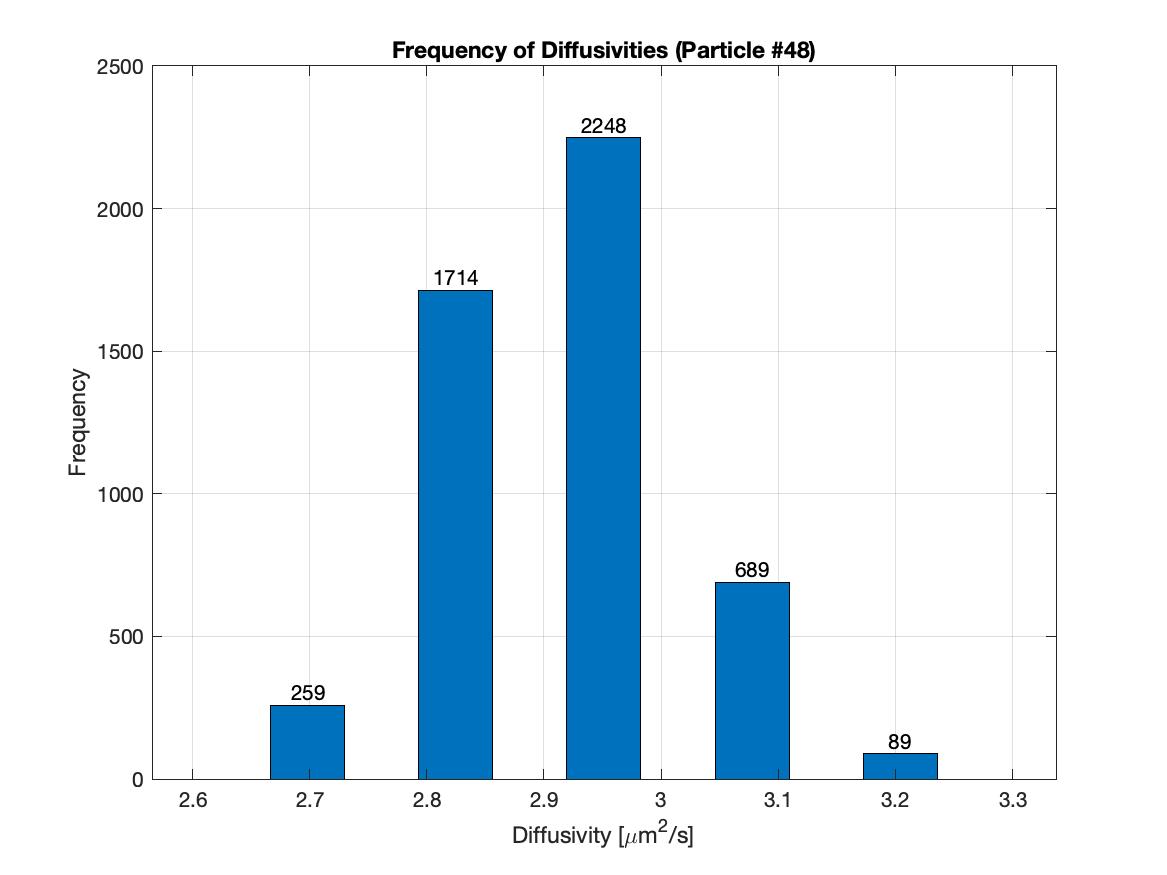 Frequency of Diffusivities (Particle #48)
2500
2000
1500
1000
500
0
Frequency
259
1714
2248
689
89
2.6 2.7 2.8 2.9 3 3.1 3.2 3.3
Diffusivity [μm²/s]